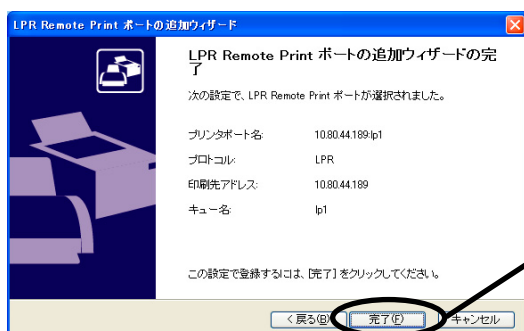 LPR Remote Print ポートの追加ウィザード
LPR Remote Print ポートの追加ウィザードの完
了
次の設定で、LPR Remote Print ポートが選択されました。
プリンタポート名: 10.80.44.189:lp1
プロトコル: LPR
印刷先アドレス: 10.80.44.189
キュー名: lp1
この設定で登録するには、[完了] をクリックしてください。
< 戻る(B) 完了(F) キャンセル